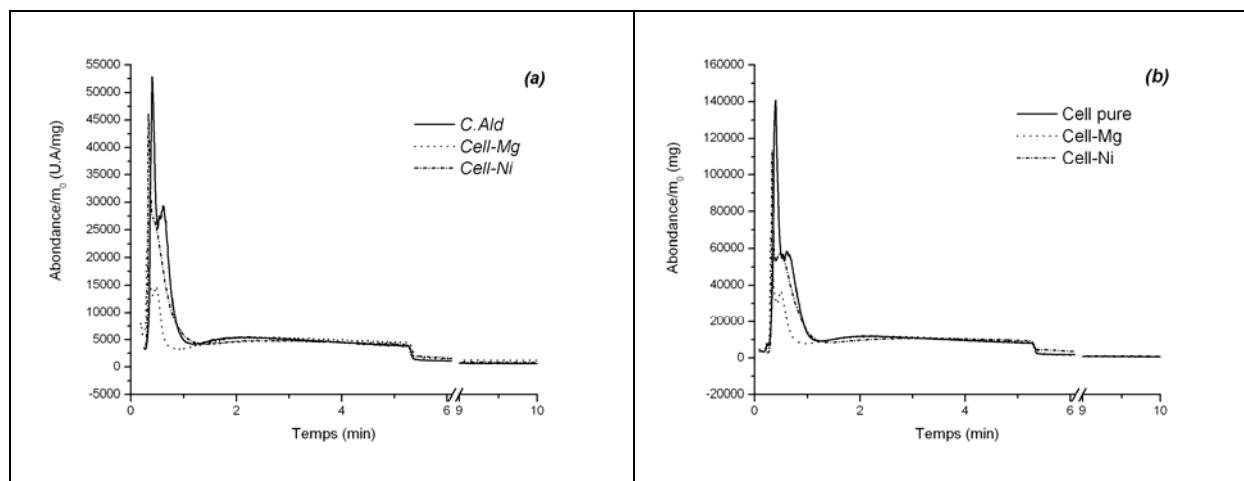 (a)
C.Ald
Cell-Mg
Cell-Ni
Abondance/m₀ (U.A/mg)
55000
50000
45000
40000
35000
30000
25000
20000
15000
10000
5000
0
-5000
0 2 4 6 9 10
Temps (min)
(b)
Cell pure
Cell-Mg
Cell-Ni
Abondance/m₀ (mg)
160000
140000
120000
100000
80000
60000
40000
20000
0
-20000
0 2 4 6 9 10
Temps (min)